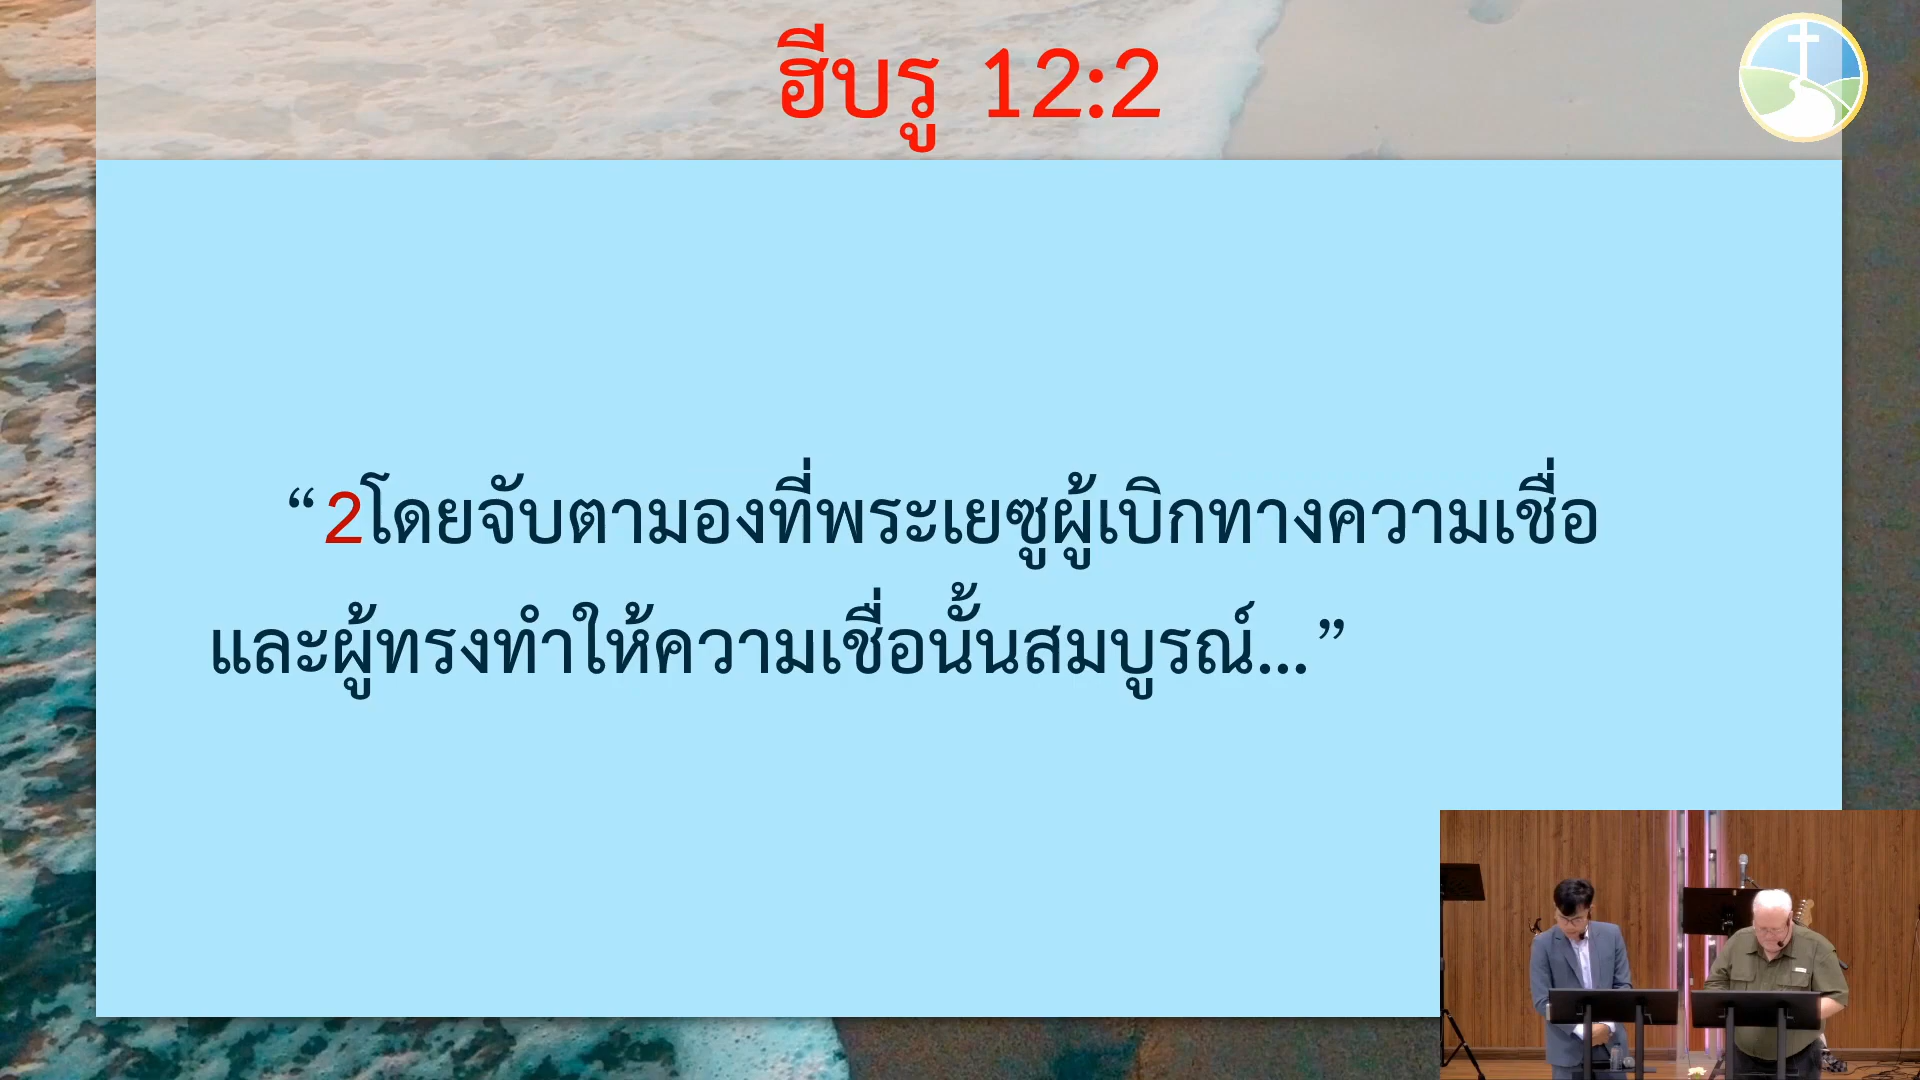 ฮีบรู 12:2
“2โดยจับตามองที่พระเยซูผู้เบิกทางความเชื่อ
และผู้ทรงทำให้ความเชื่อนั้นสมบูรณ์...”